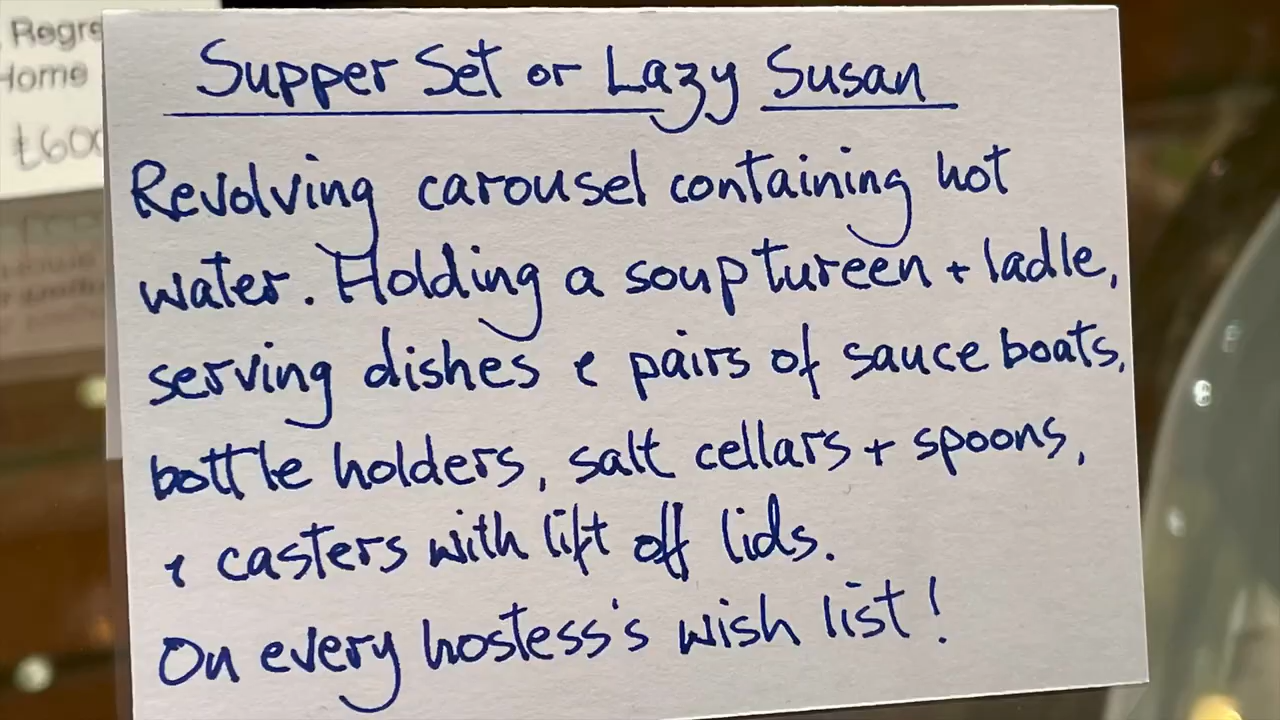 Regre
Home
£600
Supper Set or Lazy Susan
Revolving carousel containing hot
water. Holding a soup tureen + ladle,
serving dishes & pairs of sauce boats,
bottle holders, salt cellars + spoons,
& casters with lift off lids.
On every hostess's wish list!